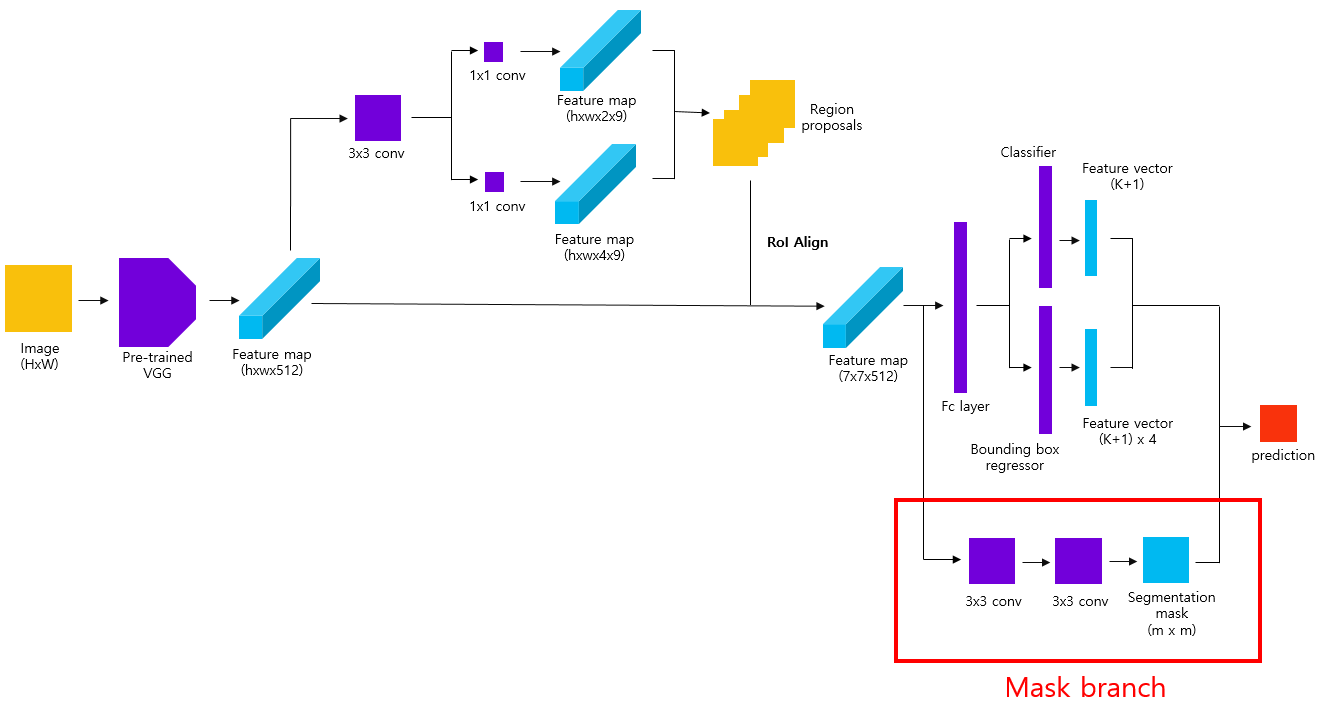 1x1 conv
Feature map
(hxwx2x9)
3x3 conv
Region
proposals
1x1 conv
Feature map
(hxwx4x9)
RoI Align
Classifier
Feature vector
(K+1)
Image
(HxW)
Pre-trained
VGG
Feature map
(hxwx512)
Feature map
(7x7x512)
Fc layer
Bounding box
regressor
Feature vector
(K+1) x 4
prediction
3x3 conv
3x3 conv
Segmentation
mask
(m x m)
Mask branch